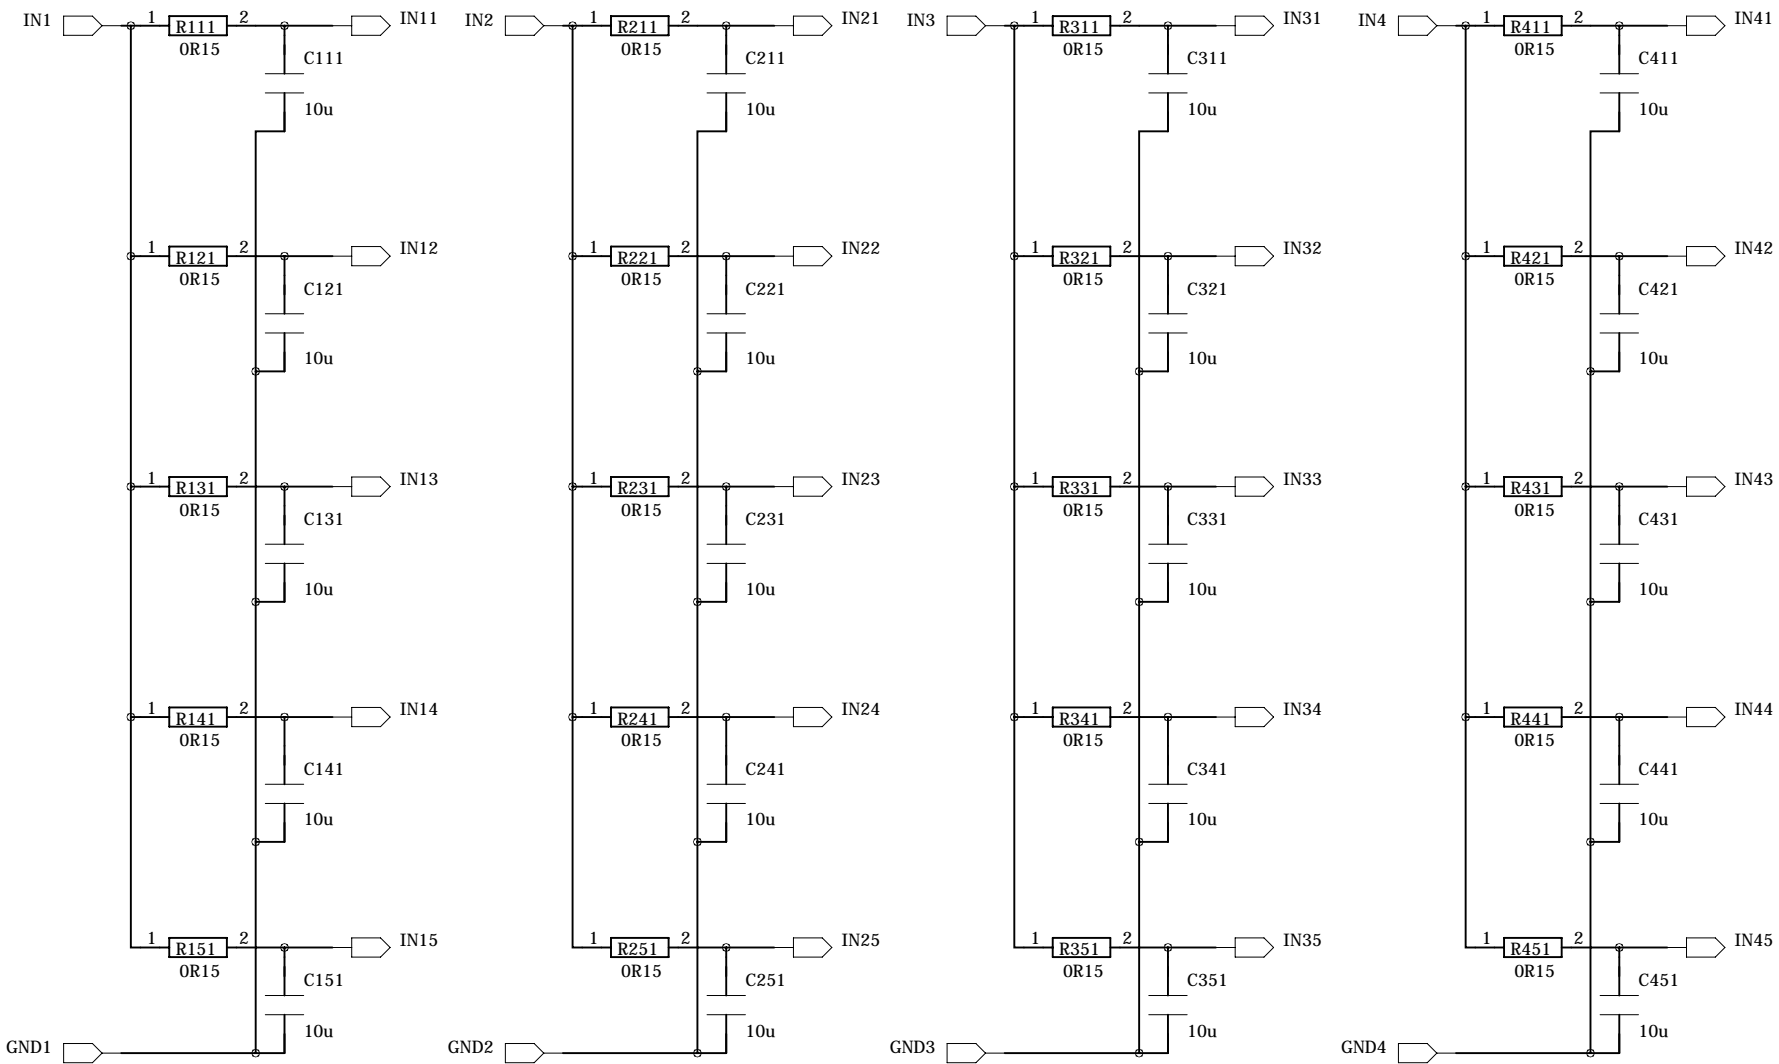 IN1 1 R111 2 IN11 IN2 1 R211 2 IN21 IN3 1 R311 2 IN31 IN4 1 R411 2 IN41
0R15 0R15 0R15 0R15
C111 C211 C311 C411
10u 10u 10u 10u
1 R121 2 IN12 1 R221 2 IN22 1 R321 2 IN32 1 R421 2 IN42
0R15 0R15 0R15 0R15
C121 C221 C321 C421
10u 10u 10u 10u
1 R131 2 IN13 1 R231 2 IN23 1 R331 2 IN33 1 R431 2 IN43
0R15 0R15 0R15 0R15
C131 C231 C331 C431
10u 10u 10u 10u
1 R141 2 IN14 1 R241 2 IN24 1 R341 2 IN34 1 R441 2 IN44
0R15 0R15 0R15 0R15
C141 C241 C341 C441
10u 10u 10u 10u
1 R151 2 IN15 1 R251 2 IN25 1 R351 2 IN35 1 R451 2 IN45
0R15 0R15 0R15 0R15
C151 C251 C351 C451
10u 10u 10u 10u
GND1 GND2 GND3 GND4